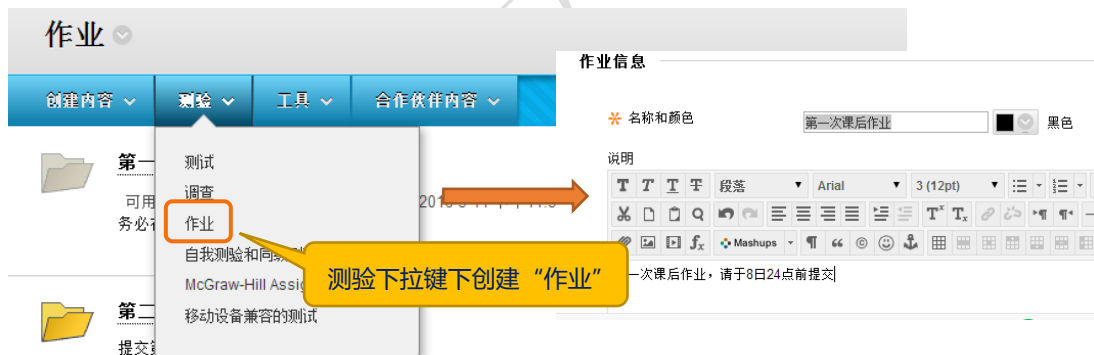 作业
创建内容
测验
工具
合作伙伴内容
第一
可用
务必
测试
调查
作业
自我测验和同
McGraw-Hill Assig
移动设备兼容的测试
第二
提交
测验下拉键下创建“作业”
作业信息
名称和颜色
第一次课后作业
黑色
说明
T T T T 段落 Arial 3 (12pt)
Mashups
一次课后作业，请于8日24点前提交